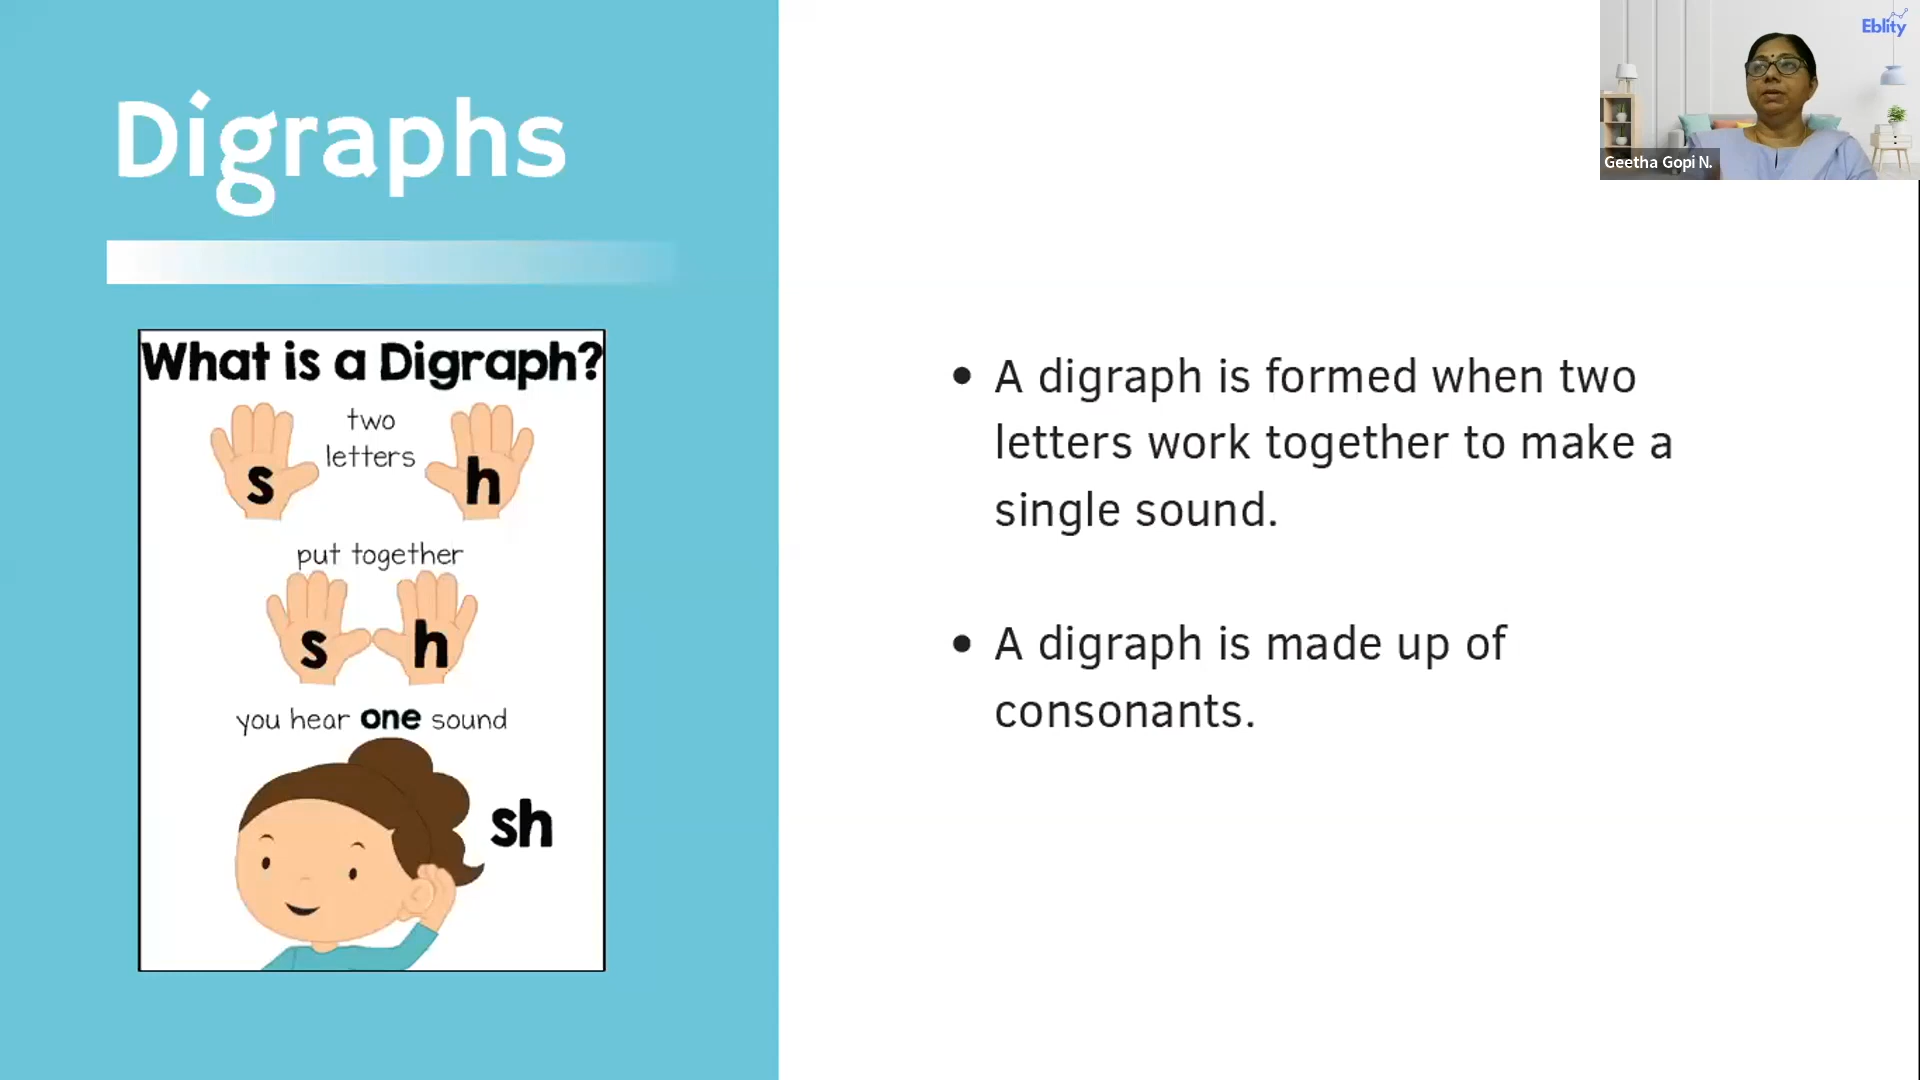 Digraphs
What is a Digraph?
two
letters
s h
put together
s h
you hear one sound
sh
• A digraph is formed when two
letters work together to make a
single sound.
• A digraph is made up of
consonants.
Eblity
Geetha Gopi N.